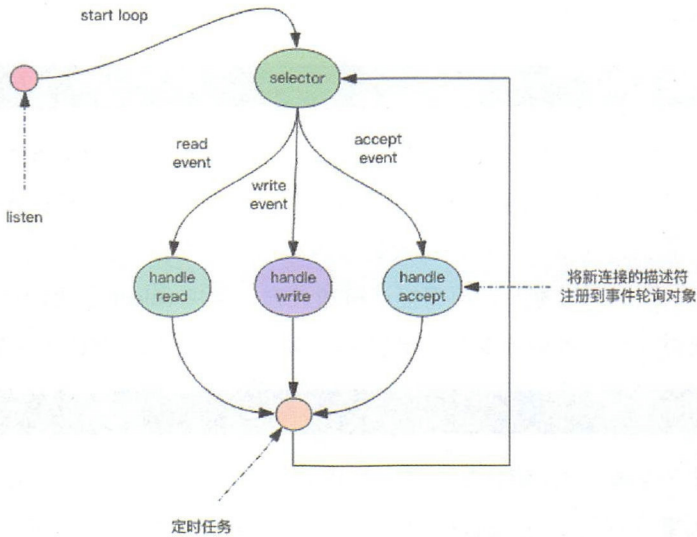 start loop
selector
read
event
accept
event
write
event
listen
handle
read
handle
write
handle
accept
将新连接的描述符
注册到事件轮询对象
定时任务